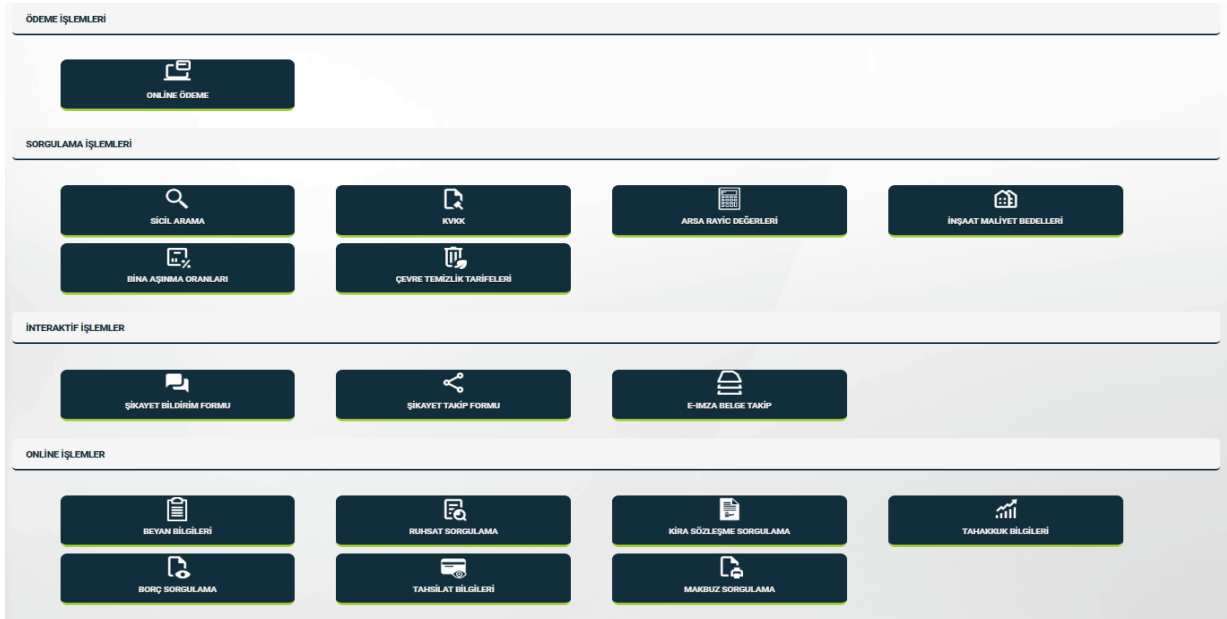 ÖDEME İŞLEMLERİ
ONLİNE ÖDEME
SORGULAMA İŞLEMLERİ
SİCİL ARAMA
KVKK
ARSA RAYİC DEĞERLERİ
İNŞAAT MALİYET BEDELLERİ
BİNA AŞINMA ORANLARI
ÇEVRE TEMİZLİK TARİFELERİ
İNTERAKTİF İŞLEMLER
ŞİKAYET BİLDİRİM FORMU
ŞİKAYET TAKİP FORMU
E-IMZA BELGE TAKİP
ONLİNE İŞLEMLER
BEYAN BİLGİLERİ
RUHSAT SORGULAMA
KİRA SÖZLEŞME SORGULAMA
TAHAKKUK BİLGİLERİ
BORÇ SORGULAMA
TAHSİLAT BİLGİLERİ
MAKBUZ SORGULAMA